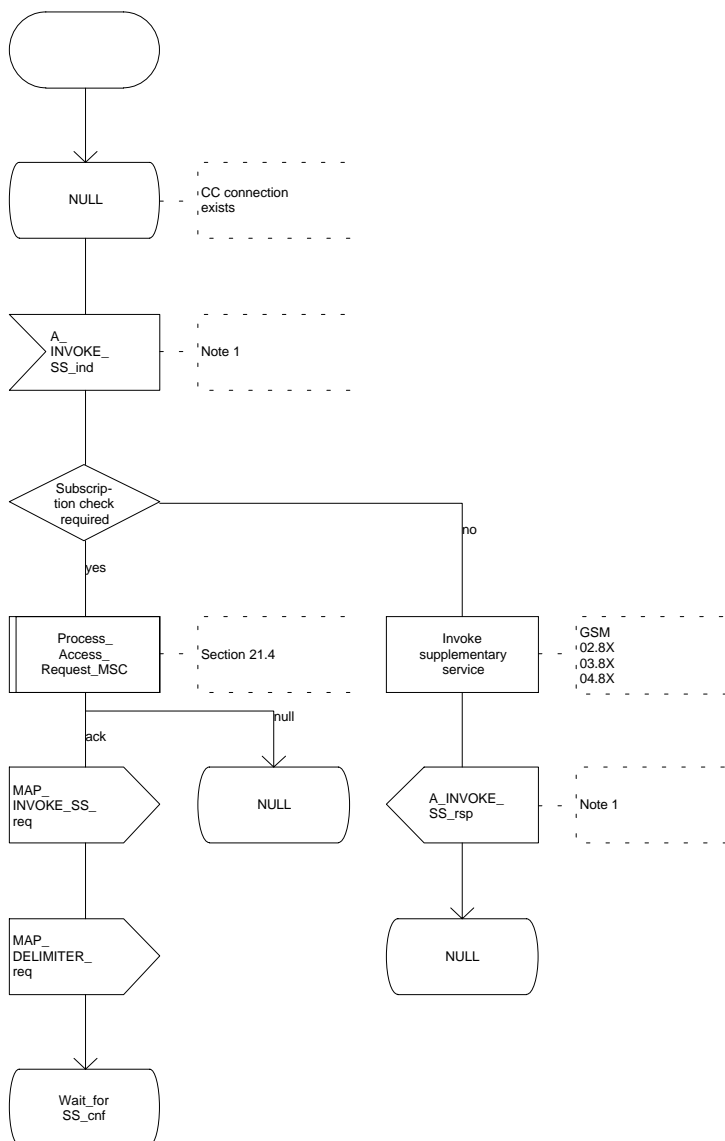 NULL
CC connection
exists
A_
INVOKE_
SS_ind
Note 1
Subscrip-
tion check
required
no
yes
Process_
Access_
Request_MSC
Section 21.4
Invoke
supplementary
service
GSM
02.8X
03.8X
04.8X
null
ack
MAP_
INVOKE_SS_
req
NULL
A_INVOKE_
SS_rsp
Note 1
MAP_
DELIMITER_
req
NULL
Wait_for
SS_cnf